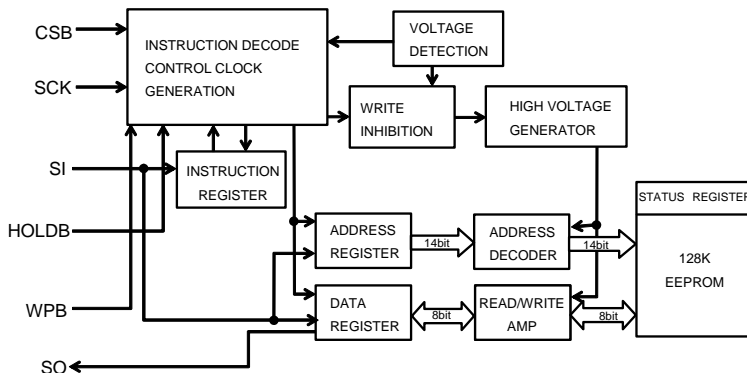 CSB
SCK
SI
HOLDB
WPB
SO
INSTRUCTION DECODE
CONTROL CLOCK
GENERATION
VOLTAGE
DETECTION
WRITE
INHIBITION
HIGH VOLTAGE
GENERATOR
INSTRUCTION
REGISTER
ADDRESS
REGISTER
14bit
ADDRESS
DECODER
14bit
DATA
REGISTER
8bit
READ/WRITE
AMP
8bit
STATUS REGISTER
128K
EEPROM